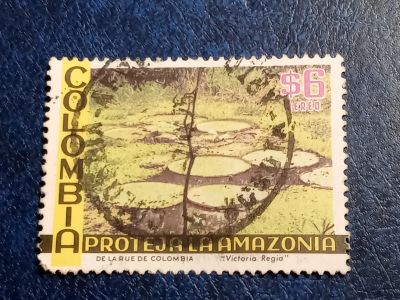 COLOMBIA
$6
AEREO
PROTEJA LA AMAZONIA
DE LA RUE DE COLOMBIA "Victoria Regia"